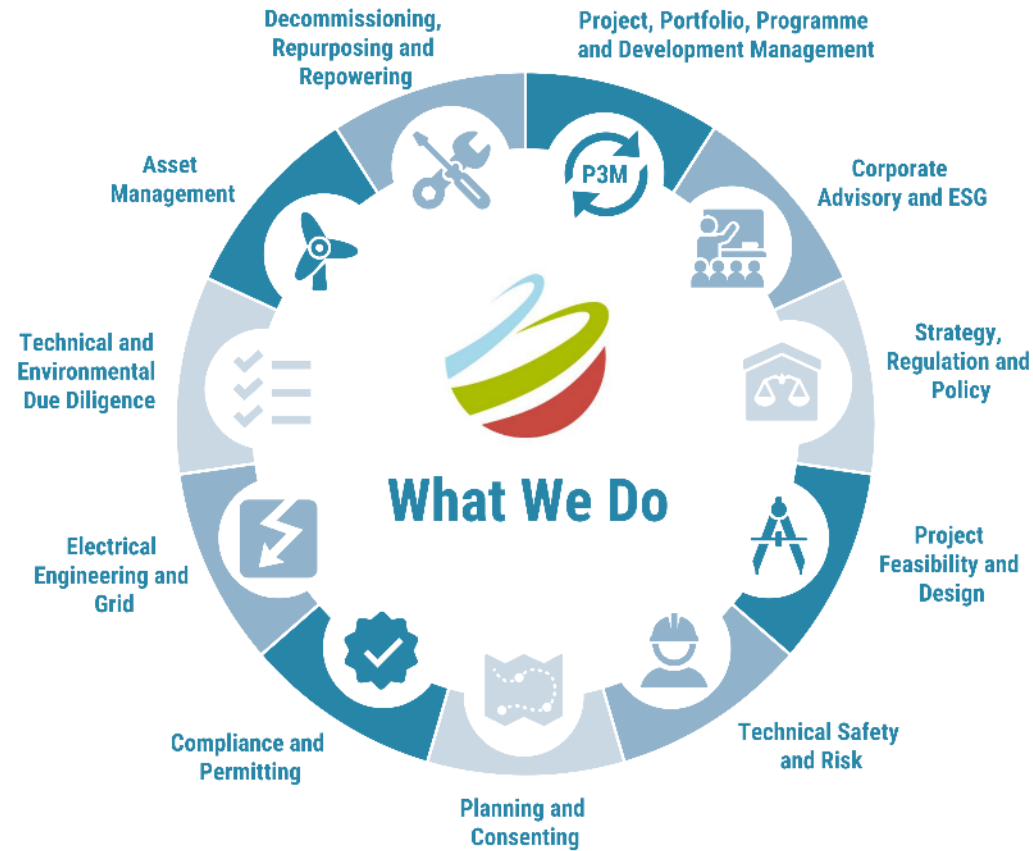 Decommissioning,
Repurposing and
Repowering
Project, Portfolio, Programme
and Development Management
P3M
Corporate
Advisory and ESG
Strategy,
Regulation and
Policy
Project
Feasibility and
Design
Technical Safety
and Risk
Planning and
Consenting
Compliance and
Permitting
Electrical
Engineering and
Grid
Technical and
Environmental
Due Diligence
Asset
Management
What We Do